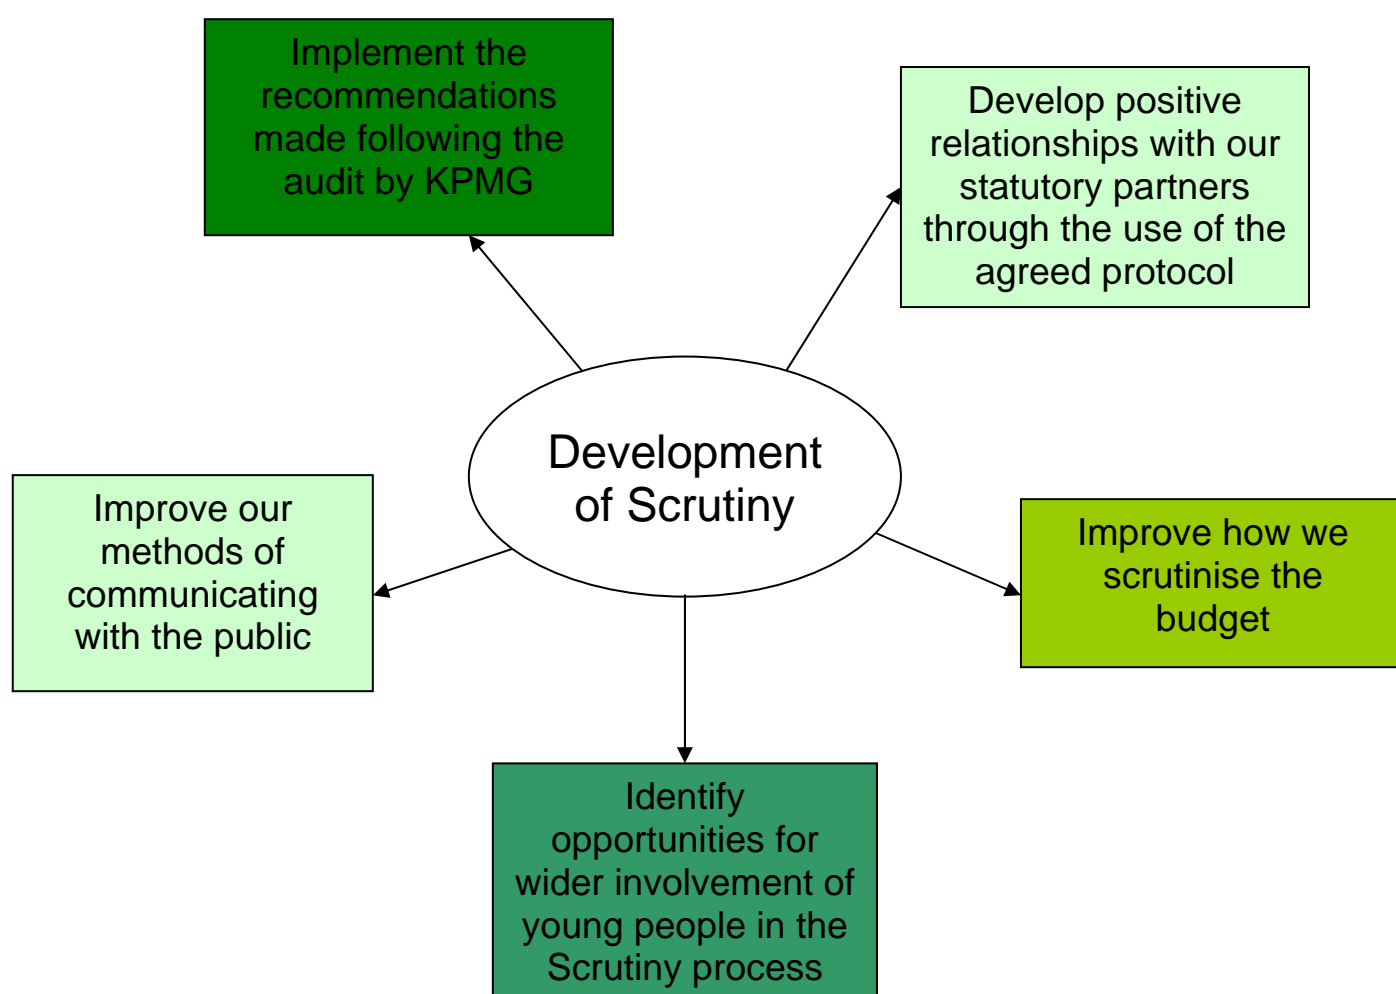 Implement the
recommendations
made following the
audit by KPMG
Develop positive
relationships with our
statutory partners
through the use of the
agreed protocol
Development
of Scrutiny
Improve our
methods of
communicating
with the public
Improve how we
scrutinise the
budget
Identify
opportunities for
wider involvement of
young people in the
Scrutiny process